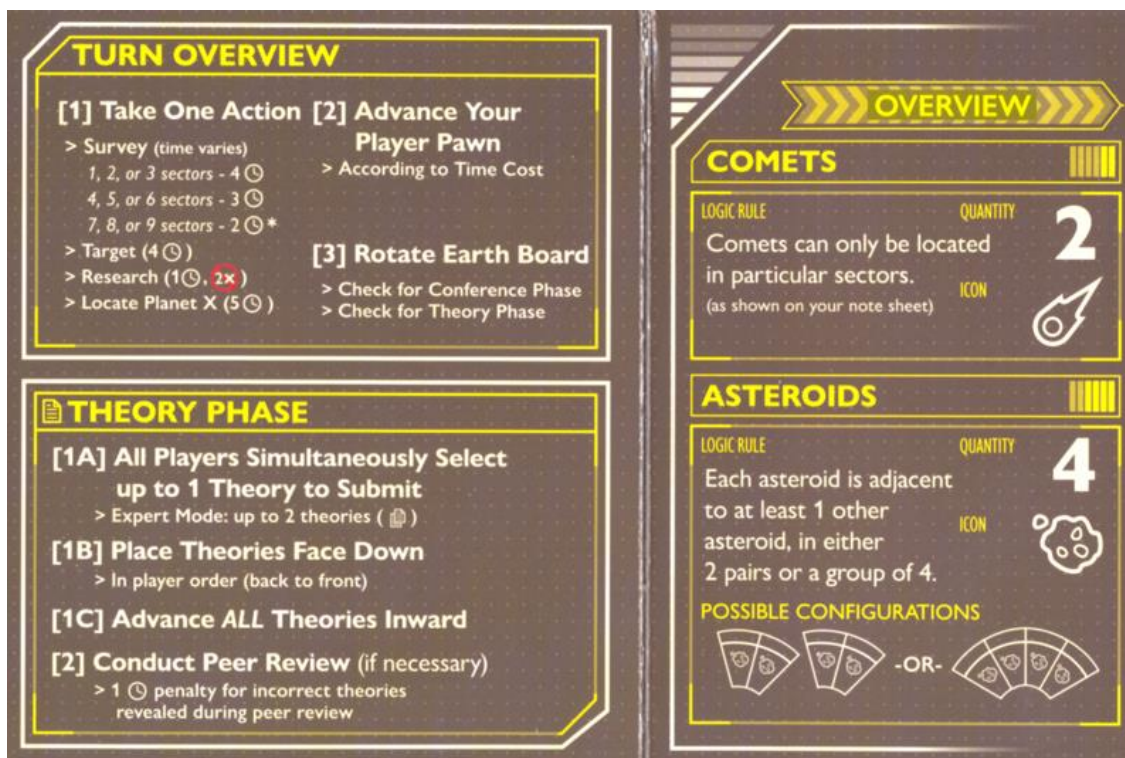 TURN OVERVIEW
[1] Take One Action
> Survey (time varies)
1, 2, or 3 sectors - 4
4, 5, or 6 sectors - 3
7, 8, or 9 sectors - 2 *
> Target (4 )
> Research (1 , 2x )
> Locate Planet X (5 )
[2] Advance Your
Player Pawn
> According to Time Cost
[3] Rotate Earth Board
> Check for Conference Phase
> Check for Theory Phase
THEORY PHASE
[1A] All Players Simultaneously Select
up to 1 Theory to Submit
> Expert Mode: up to 2 theories ( )
[1B] Place Theories Face Down
> In player order (back to front)
[1C] Advance ALL Theories Inward
[2] Conduct Peer Review (if necessary)
> 1 penalty for incorrect theories
revealed during peer review
OVERVIEW
COMETS
LOGIC RULE
Comets can only be located
in particular sectors.
(as shown on your note sheet)
QUANTITY
2
ICON
ASTEROIDS
LOGIC RULE
Each asteroid is adjacent
to at least 1 other
asteroid, in either
2 pairs or a group of 4.
QUANTITY
4
ICON
POSSIBLE CONFIGURATIONS
-OR-